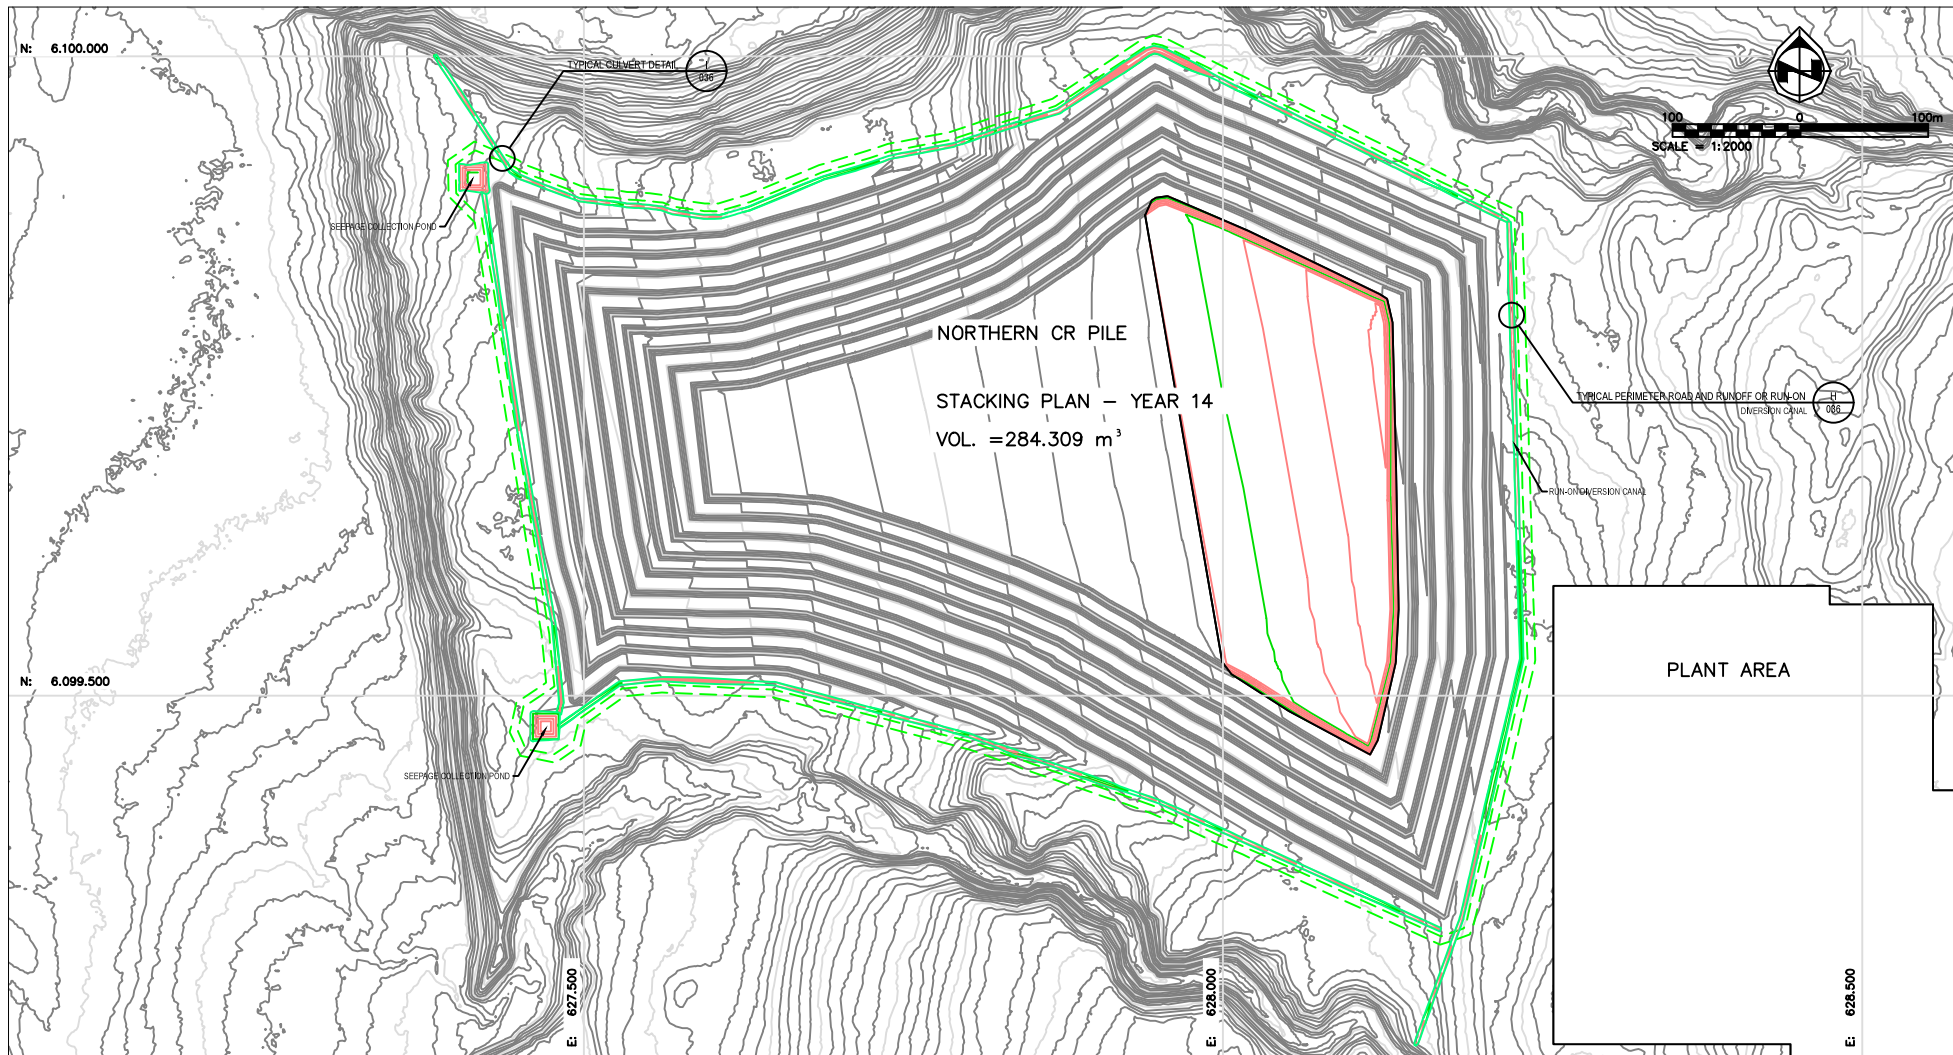 N: 6.100.000
TYPICAL CULVERT DETAIL
036
100 0 100m
SCALE = 1:2000
SEEPAGE COLLECTION POND
NORTHERN CR PILE
STACKING PLAN – YEAR 14
VOL. =284.309 m³
TYPICAL PERIMETER ROAD AND RUNOFF OR RUN-ON
DIVERSION CANAL
H
036
RUN-ON DIVERSION CANAL
N: 6.099.500
PLANT AREA
SEEPAGE COLLECTION POND
E: 627.500
E: 628.000
E: 628.500